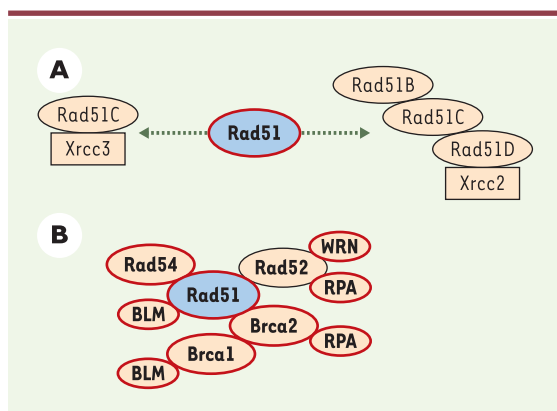 A
Rad51B
Rad51C
Rad51
Rad51C
Xrcc3
Rad51D
Xrcc2
B
WRN
Rad54
Rad52
RPA
Rad51
BLM
Brca2
RPA
Brca1
BLM